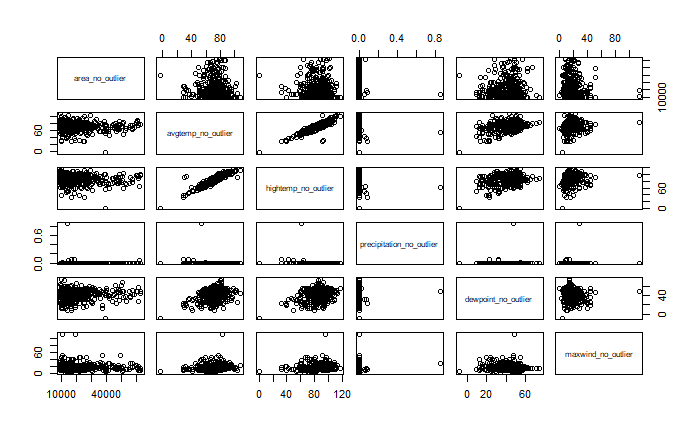 0 40 80
0.0 0.4 0.8
0 40 80
area_no_outlier
10000
0 60
avgtemp_no_outlier
hightemp_no_outlier
0 60
0.0 0.6
precipitation_no_outlier
dewpoint_no_outlier
0 40
0 60
maxwind_no_outlier
10000 40000
0 40 80 120
0 20 60